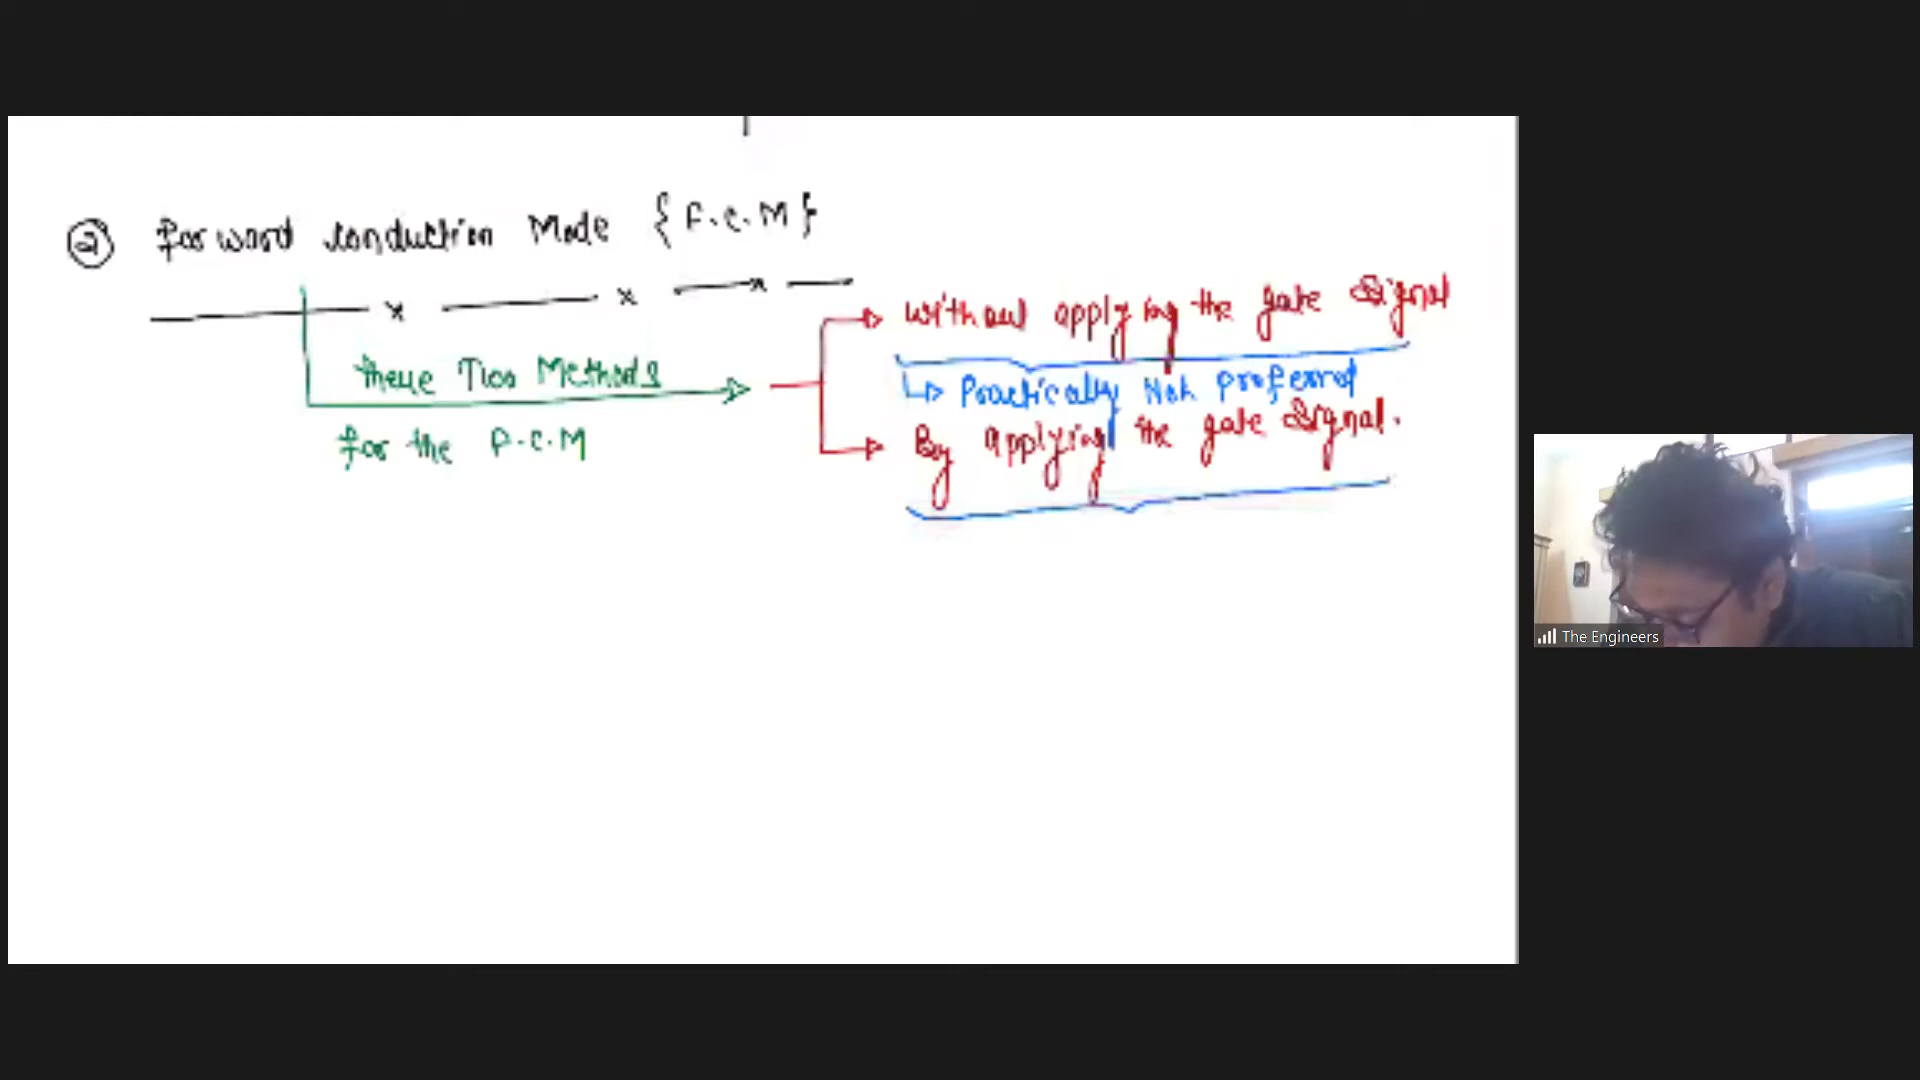 ② forward conduction Mode {F.C.M}
x x x
without applying the gate Signal
these Two Methods
Practically Not preferred
for the F.C.M
By applying the gate Signal.
The Engineers